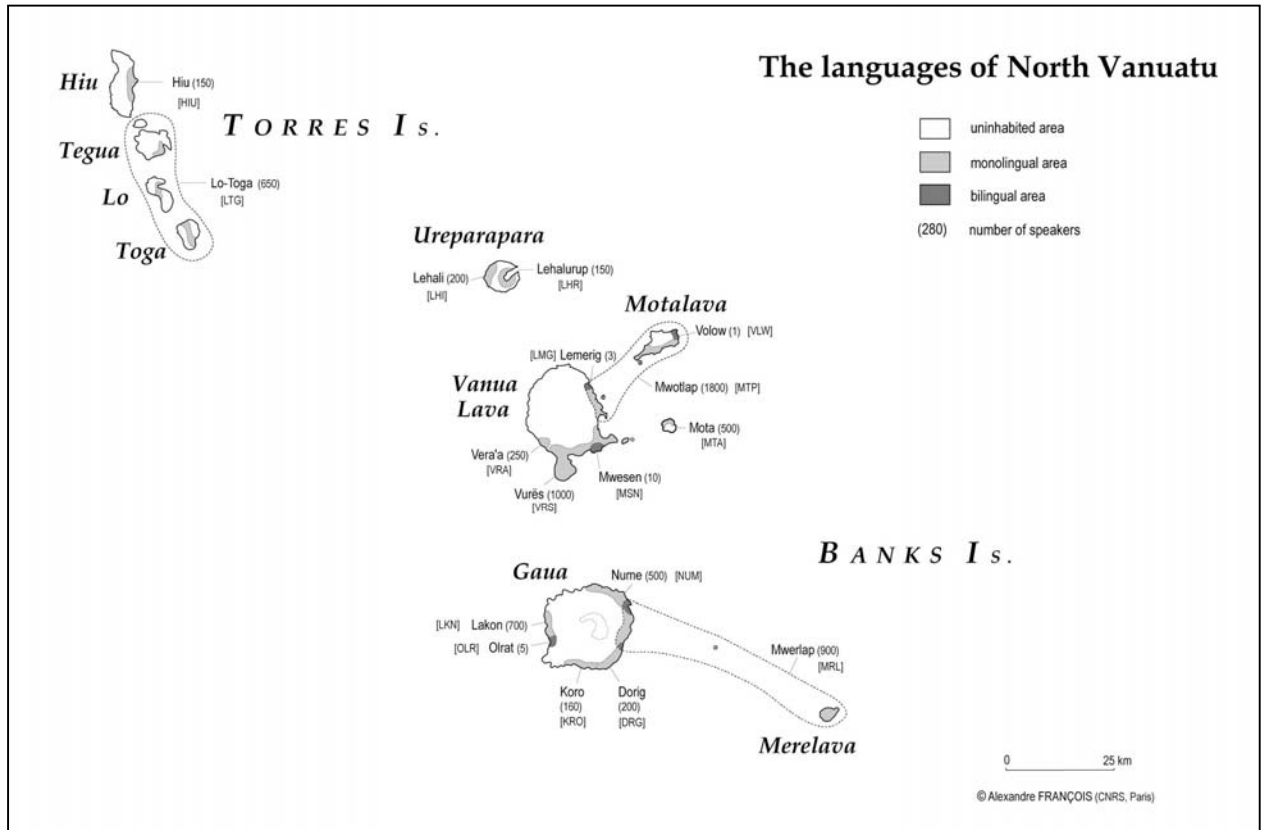 The languages of North Vanuatu
uninhabited area
monolingual area
bilingual area
(280) number of speakers
Hiu
Hiu (150)
[HIU]
TORRES Is.
Tegua
Lo
Lo-Toga (650)
[LTG]
Toga
Ureparapara
Lehali (200)
[LHI]
Lehalurup (150)
[LHR]
Motalava
Volow (1) [VLW]
[LMG] Lemerig (3)
Vanua
Lava
Mwotlap (1800) [MTP]
Mota (500)
[MTA]
Vera'a (250)
[VRA]
Mwesen (10)
[MSN]
Vurës (1000)
[VRS]
BANKS Is.
Gaua
Nume (500) [NUM]
[LKN] Lakon (700)
[OLR] Olrat (5)
Mwerlap (900)
[MRL]
Koro
(160)
[KRO]
Dorig
(200)
[DRG]
Merelava
0 25 km
© Alexandre FRANÇOIS (CNRS, Paris)